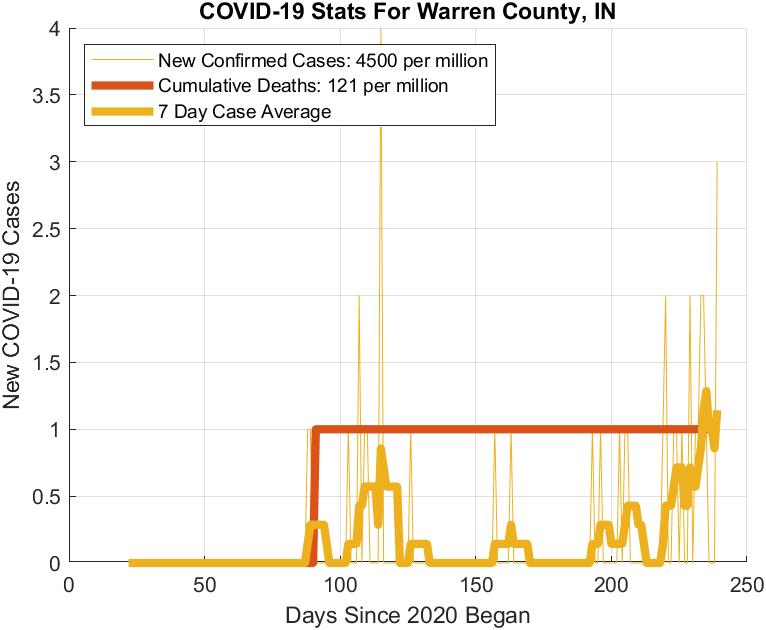 COVID-19 Stats For Warren County, IN
4
New Confirmed Cases: 4500 per million
Cumulative Deaths: 121 per million
7 Day Case Average
3.5
3
2.5
2
1.5
1
0.5
0
New COVID-19 Cases
0 50 100 150 200 250
Days Since 2020 Began